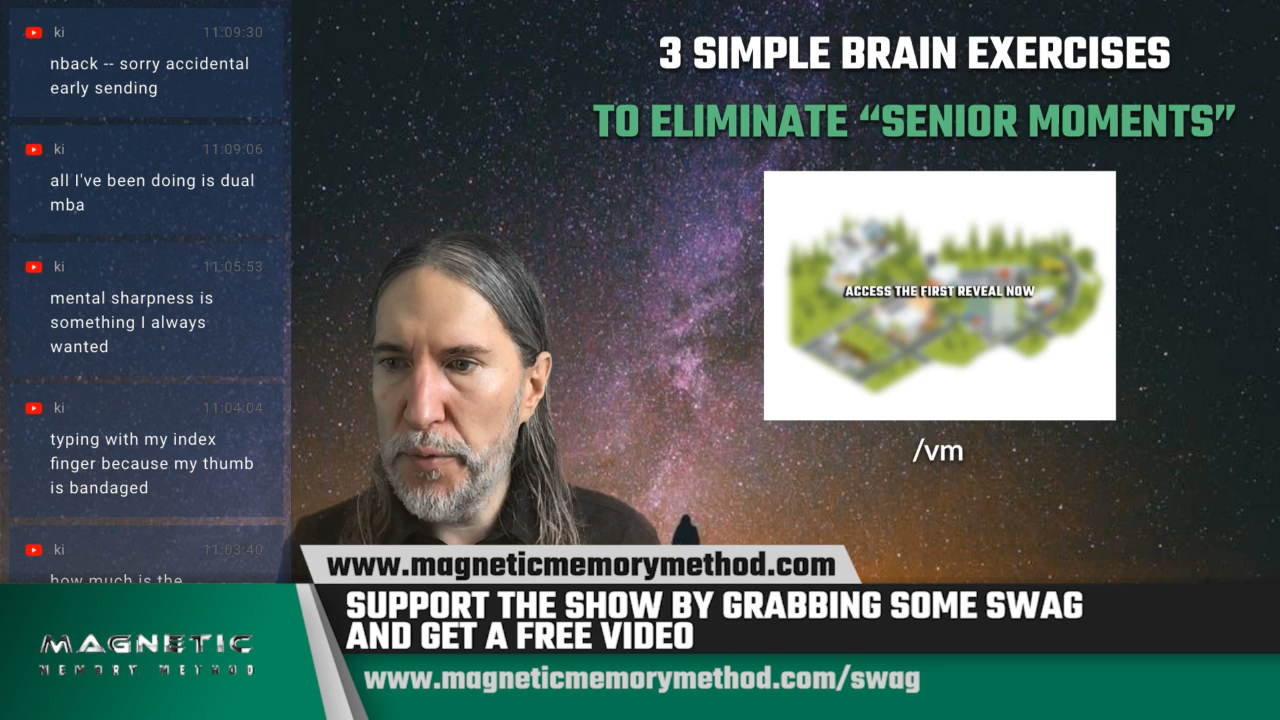 ki 11:09:30
nback -- sorry accidental
early sending
ki 11:09:06
all I've been doing is dual
mba
ki 11:05:53
mental sharpness is
something I always
wanted
ki 11:04:04
typing with my index
finger because my thumb
is bandaged
ki 11:03:40
how much is the
3 SIMPLE BRAIN EXERCISES
TO ELIMINATE “SENIOR MOMENTS”
ACCESS THE FIRST REVEAL NOW
/vm
www.magneticmemorymethod.com
SUPPORT THE SHOW BY GRABBING SOME SWAG
AND GET A FREE VIDEO
www.magneticmemorymethod.com/swag
MAGNETIC
MEMORY METHOD